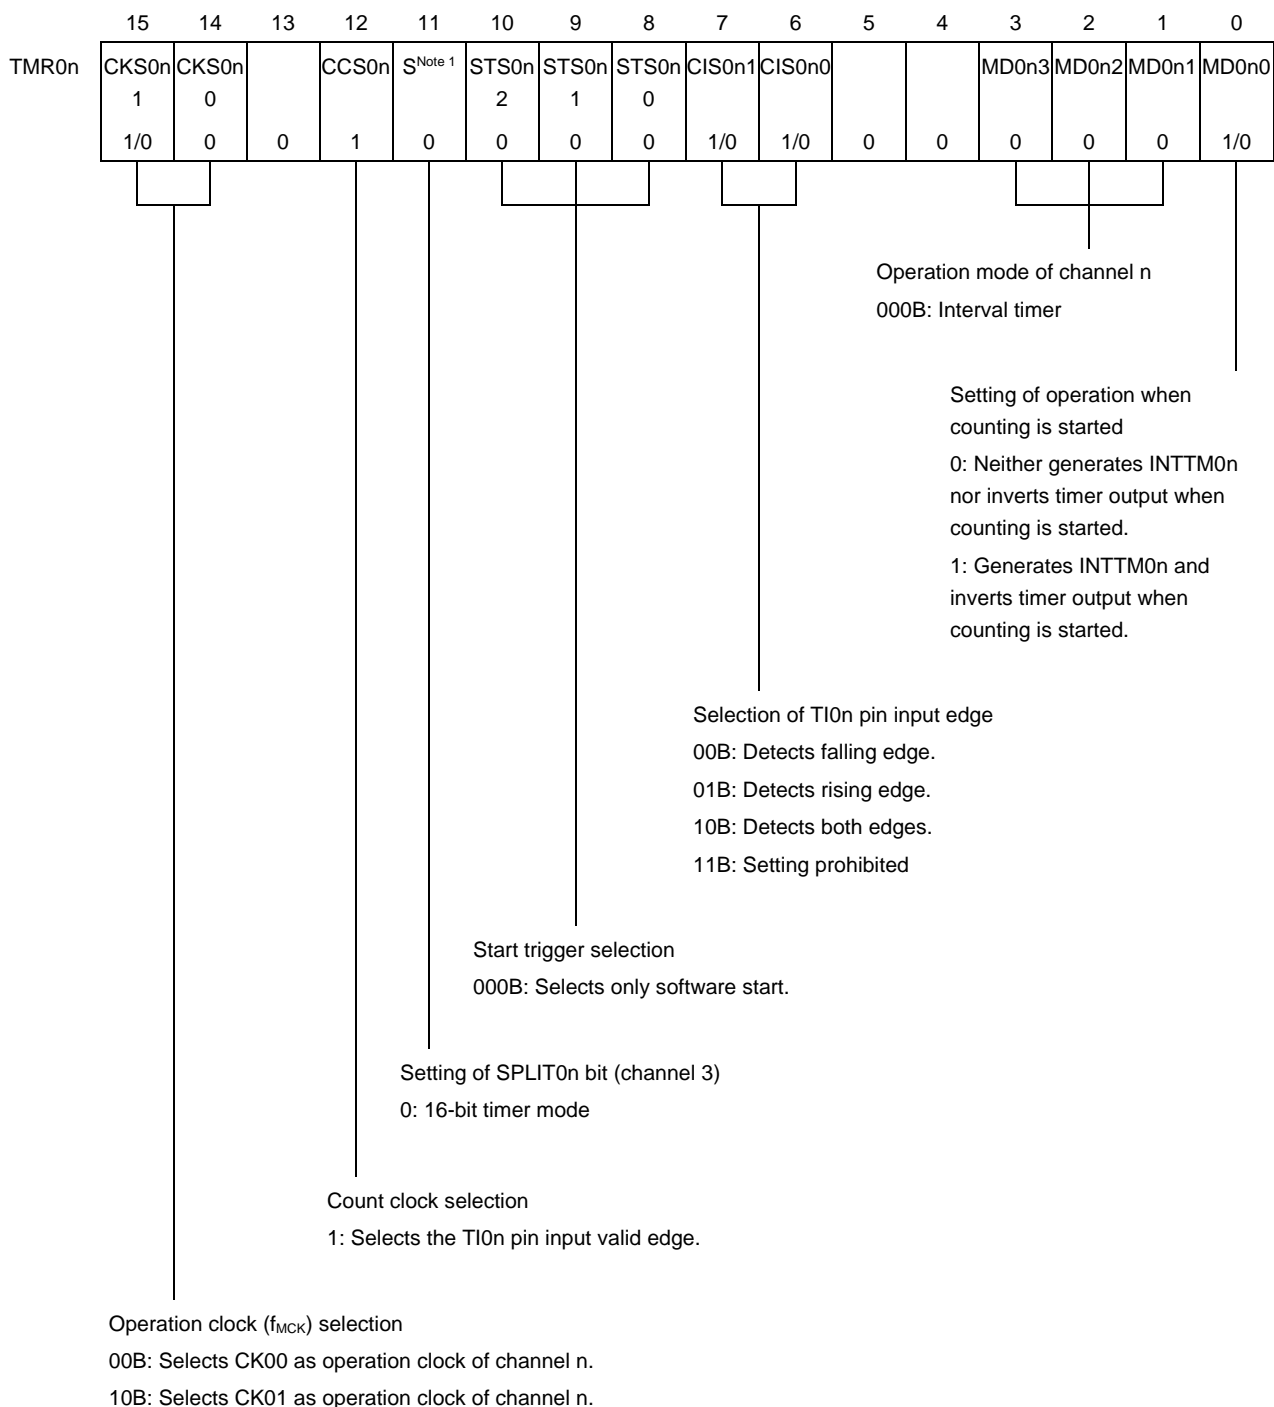 15 14 13 12 11 10 9 8 7 6 5 4 3 2 1 0
TMR0n CKS0n CKS0n CCS0n S Note 1 STS0n STS0n STS0n CIS0n1 CIS0n0 MD0n3 MD0n2 MD0n1 MD0n0
1 0 2 1 0
1/0 0 0 1 0 0 0 0 1/0 1/0 0 0 0 0 0 1/0
Operation mode of channel n
000B: Interval timer
Setting of operation when
counting is started
0: Neither generates INTTM0n
nor inverts timer output when
counting is started.
1: Generates INTTM0n and
inverts timer output when
counting is started.
Selection of TI0n pin input edge
00B: Detects falling edge.
01B: Detects rising edge.
10B: Detects both edges.
11B: Setting prohibited
Start trigger selection
000B: Selects only software start.
Setting of SPLIT0n bit (channel 3)
0: 16-bit timer mode
Count clock selection
1: Selects the TI0n pin input valid edge.
Operation clock (fMCK) selection
00B: Selects CK00 as operation clock of channel n.
10B: Selects CK01 as operation clock of channel n.